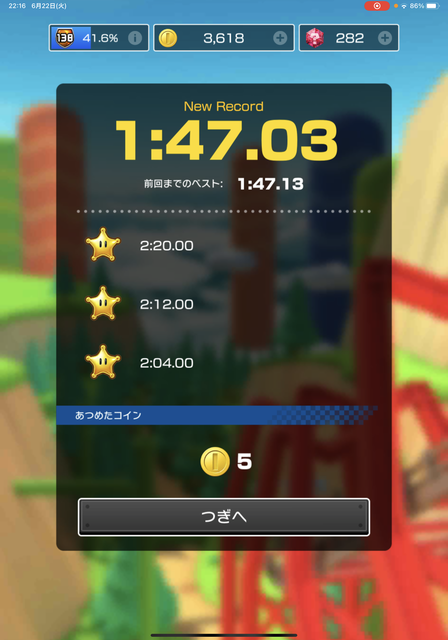 22:16 6月22日(火) 86%
138 41.6% 3,618 282
New Record
1:47.03
前回までのベスト: 1:47.13
2:20.00
2:12.00
2:04.00
あつめたコイン
5
つぎへ